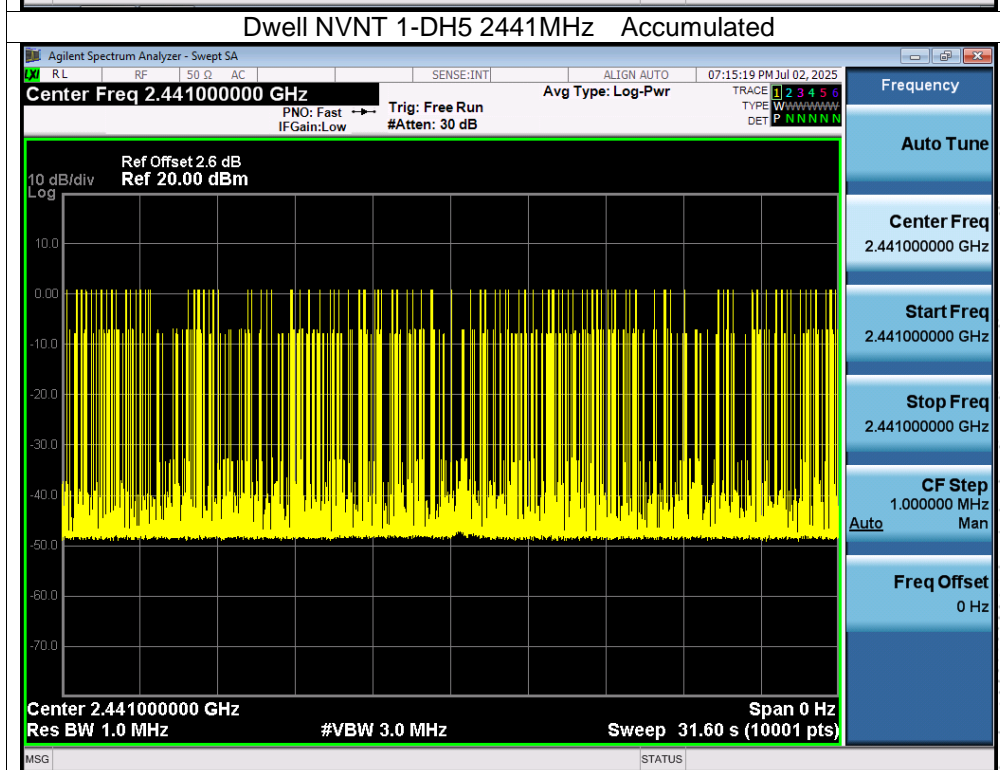 Dwell NVNT 1-DH5 2441MHz Accumulated
Agilent Spectrum Analyzer - Swept SA
LXI RL RF 50 Ω AC SENSE:INT ALIGN AUTO 07:15:19 PM Jul 02, 2025
Center Freq 2.441000000 GHz
PNO: Fast
IFGain:Low
Trig: Free Run
#Atten: 30 dB
Avg Type: Log-Pwr
TRACE 1 2 3 4 5 6
TYPE WWWWWWW
DET P N N N N N
Ref Offset 2.6 dB
10 dB/div Ref 20.00 dBm
Log
10.0
0.00
-10.0
-20.0
-30.0
-40.0
-50.0
-60.0
-70.0
Center 2.441000000 GHz Span 0 Hz
Res BW 1.0 MHz #VBW 3.0 MHz Sweep 31.60 s (10001 pts)
MSG STATUS
Frequency
Auto Tune
Center Freq
2.441000000 GHz
Start Freq
2.441000000 GHz
Stop Freq
2.441000000 GHz
CF Step
1.000000 MHz
Auto Man
Freq Offset
0 Hz